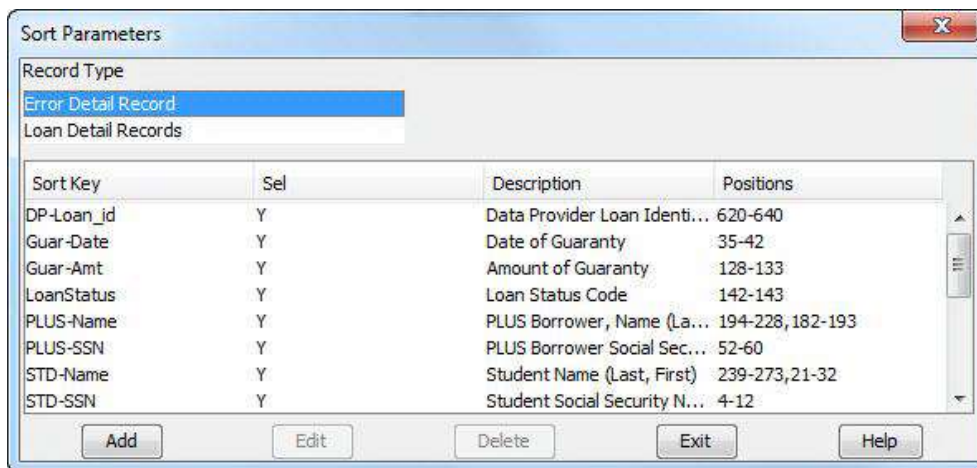 Sort Parameters
Record Type
Error Detail Record
Loan Detail Records
Sort Key Sel Description Positions
DP-Loan_id Y Data Provider Loan Identi... 620-640
Guar-Date Y Date of Guaranty 35-42
Guar-Amt Y Amount of Guaranty 128-133
LoanStatus Y Loan Status Code 142-143
PLUS-Name Y PLUS Borrower, Name (La... 194-228,182-193
PLUS-SSN Y PLUS Borrower Social Sec... 52-60
STD-Name Y Student Name (Last, First) 239-273,21-32
STD-SSN Y Student Social Security N... 4-12
Add Edit Delete Exit Help